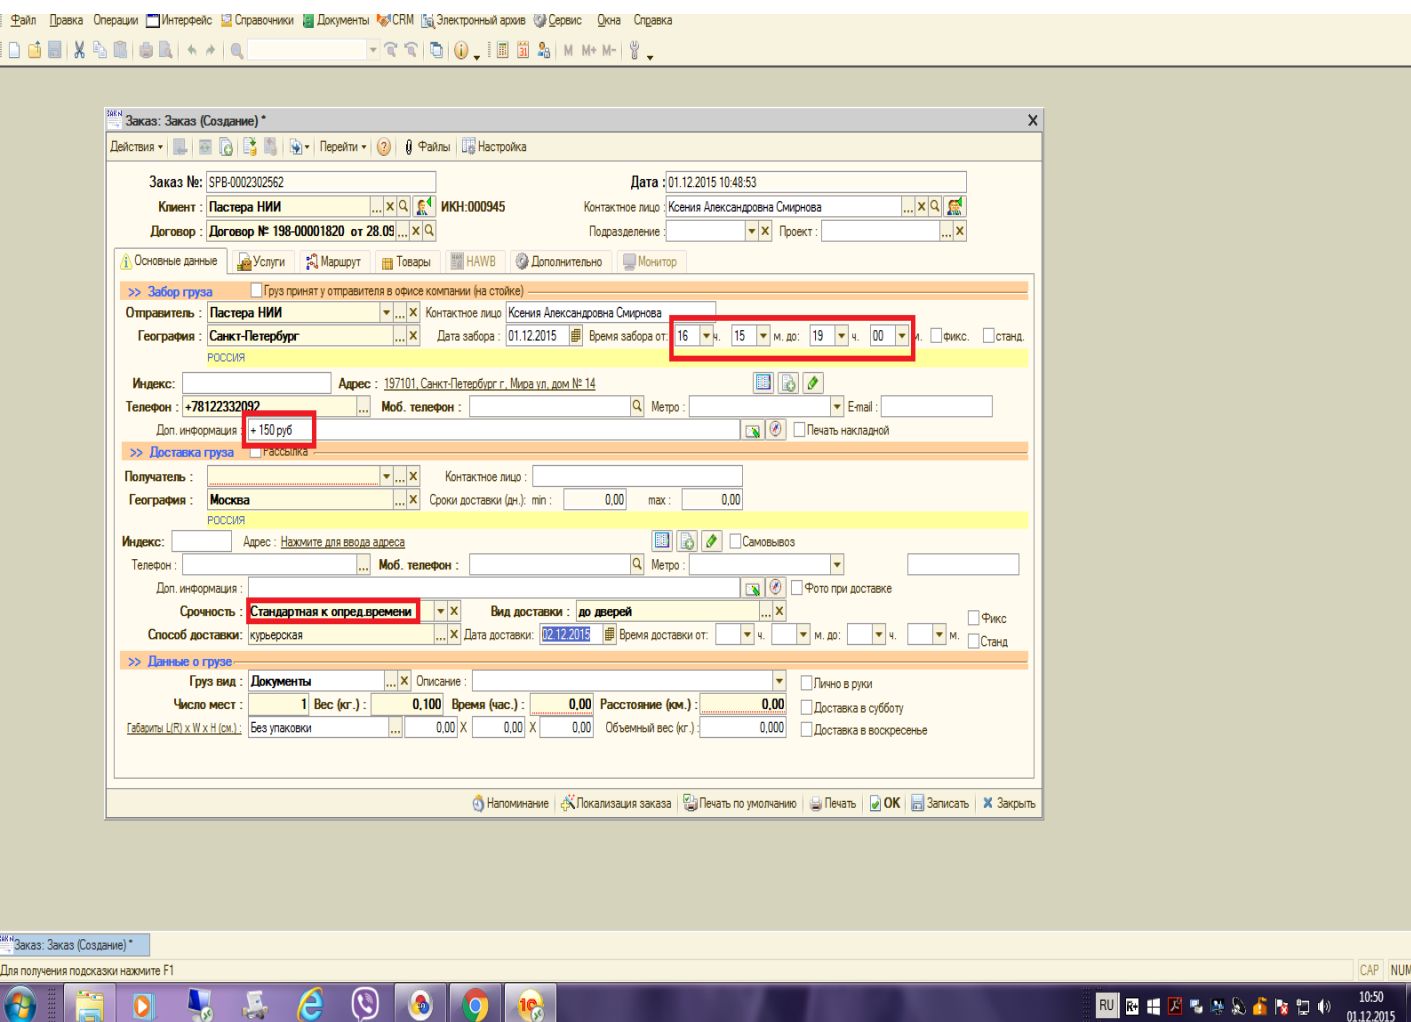 Файл Правка Операции Интерфейс Справочники Документы CRM Электронный архив Сервис Окна Справка
M M+ M-
Заказ: Заказ (Создание) *
Действия Перейти Файлы Настройка
Заказ №: SPB-0002302562 Дата : 01.12.2015 10:48:53
Клиент : Пастера НИИ ... X ИКН:000945 Контактное лицо : Ксения Александровна Смирнова ... X
Договор : Договор № 198-00001820 от 28.09 ... X Подразделение : X Проект : ... X
Основные данные Услуги Маршрут Товары HAWB Дополнительно Монитор
>> Забор груза Груз принят у отправителя в офисе компании (на стойке)
Отправитель : Пастера НИИ ... X Контактное лицо Ксения Александровна Смирнова
География : Санкт-Петербург ... X Дата забора : 01.12.2015 Время забора от: 16 ч. 15 м. до: 19 ч. 00 м. фикс. станд.
РОССИЯ
Индекс: Адрес : 197101, Санкт-Петербург г, Мира ул, дом № 14
Телефон : +78122332092 ... Моб. телефон : Метро : E-mail :
Доп. информация : + 150 руб Печать накладной
>> Доставка груза Рассылка
Получатель : ... X Контактное лицо :
География : Москва ... X Сроки доставки (дн.): min : 0,00 max : 0,00
РОССИЯ
Индекс: Адрес : Нажмите для ввода адреса Самовывоз
Телефон : ... Моб. телефон : Метро :
Доп. информация : Фото при доставке
Срочность : Стандартная к опред.времени X Вид доставки : до дверей ... X Фикс
Способ доставки: курьерская ... X Дата доставки: 02.12.2015 Время доставки от: ч. м. до: ч. м. Станд
>> Данные о грузе
Груз вид : Документы ... X Описание : Лично в руки
Число мест : 1 Вес (кг.) : 0,100 Время (час.) : 0,00 Расстояние (км.) : 0,00 Доставка в субботу
Габариты L(R) x W x H (см.) : Без упаковки ... 0,00 X 0,00 X 0,00 Объемный вес (кг.) : 0,000 Доставка в воскресенье
Напоминание Локализация заказа Печать по умолчанию Печать OK Записать Закрыть
Заказ: Заказ (Создание) *
Для получения подсказки нажмите F1 CAP NUM
RU 10:50
01.12.2015